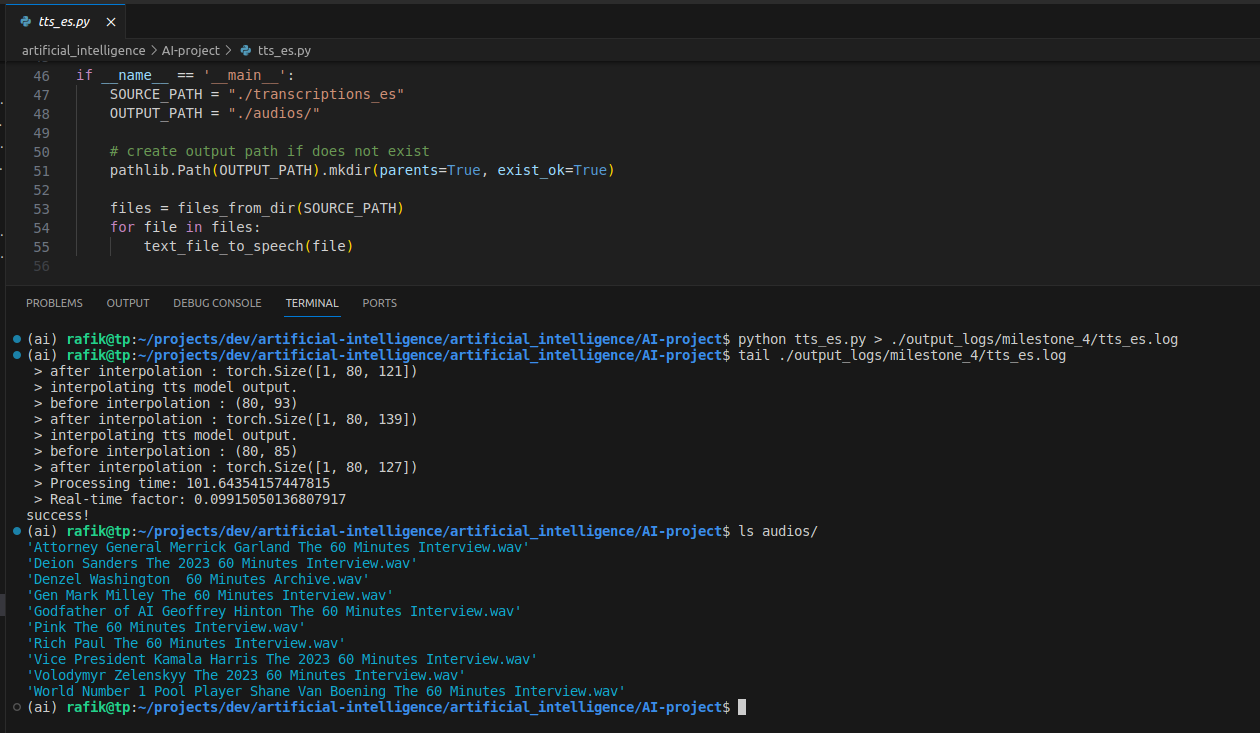 tts_es.py
artificial_intelligence > AI-project > tts_es.py
46 if __name__ == '__main__':
47 SOURCE_PATH = "./transcriptions_es"
48 OUTPUT_PATH = "./audios/"
49
50 # create output path if does not exist
51 pathlib.Path(OUTPUT_PATH).mkdir(parents=True, exist_ok=True)
52
53 files = files_from_dir(SOURCE_PATH)
54 for file in files:
55 text_file_to_speech(file)
56
PROBLEMS OUTPUT DEBUG CONSOLE TERMINAL PORTS
(ai) rafik@tp:~/projects/dev/artificial-intelligence/artificial_intelligence/AI-project$ python tts_es.py > ./output_logs/milestone_4/tts_es.log
(ai) rafik@tp:~/projects/dev/artificial-intelligence/artificial_intelligence/AI-project$ tail ./output_logs/milestone_4/tts_es.log
> after interpolation : torch.Size([1, 80, 121])
> interpolating tts model output.
> before interpolation : (80, 93)
> after interpolation : torch.Size([1, 80, 139])
> interpolating tts model output.
> before interpolation : (80, 85)
> after interpolation : torch.Size([1, 80, 127])
> Processing time: 101.64354157447815
> Real-time factor: 0.09915050136807917
success!
(ai) rafik@tp:~/projects/dev/artificial-intelligence/artificial_intelligence/AI-project$ ls audios/
'Attorney General Merrick Garland The 60 Minutes Interview.wav'
'Deion Sanders The 2023 60 Minutes Interview.wav'
'Denzel Washington  60 Minutes Archive.wav'
'Gen Mark Milley The 60 Minutes Interview.wav'
'Godfather of AI Geoffrey Hinton The 60 Minutes Interview.wav'
'Pink The 60 Minutes Interview.wav'
'Rich Paul The 60 Minutes Interview.wav'
'Vice President Kamala Harris The 2023 60 Minutes Interview.wav'
'Volodymyr Zelenskyy The 2023 60 Minutes Interview.wav'
'World Number 1 Pool Player Shane Van Boening The 60 Minutes Interview.wav'
(ai) rafik@tp:~/projects/dev/artificial-intelligence/artificial_intelligence/AI-project$